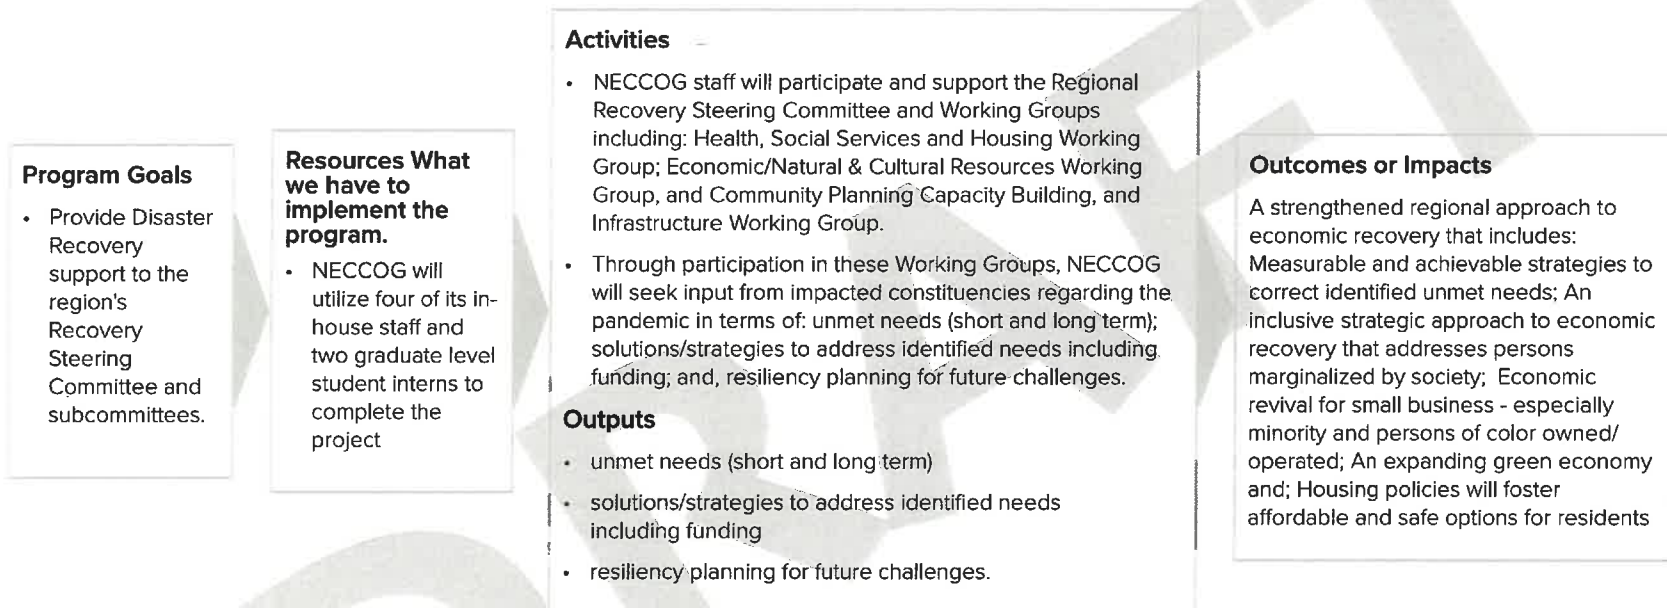 Program Goals
• Provide Disaster
Recovery
support to the
region's
Recovery
Steering
Committee and
subcommittees.
Resources What
we have to
implement the
program.
• NECCOG will
utilize four of its in-
house staff and
two graduate level
student interns to
complete the
project
Activities
• NECCOG staff will participate and support the Regional
Recovery Steering Committee and Working Groups
including: Health, Social Services and Housing Working
Group; Economic/Natural & Cultural Resources Working
Group, and Community Planning Capacity Building, and
Infrastructure Working Group.
• Through participation in these Working Groups, NECCOG
will seek input from impacted constituencies regarding the
pandemic in terms of: unmet needs (short and long term);
solutions/strategies to address identified needs including
funding; and, resiliency planning for future challenges.
Outputs
• unmet needs (short and long term)
• solutions/strategies to address identified needs
including funding
• resiliency planning for future challenges.
Outcomes or Impacts
A strengthened regional approach to
economic recovery that includes:
Measurable and achievable strategies to
correct identified unmet needs; An
inclusive strategic approach to economic
recovery that addresses persons
marginalized by society; Economic
revival for small business - especially
minority and persons of color owned/
operated; An expanding green economy
and; Housing policies will foster
affordable and safe options for residents
DRAFT